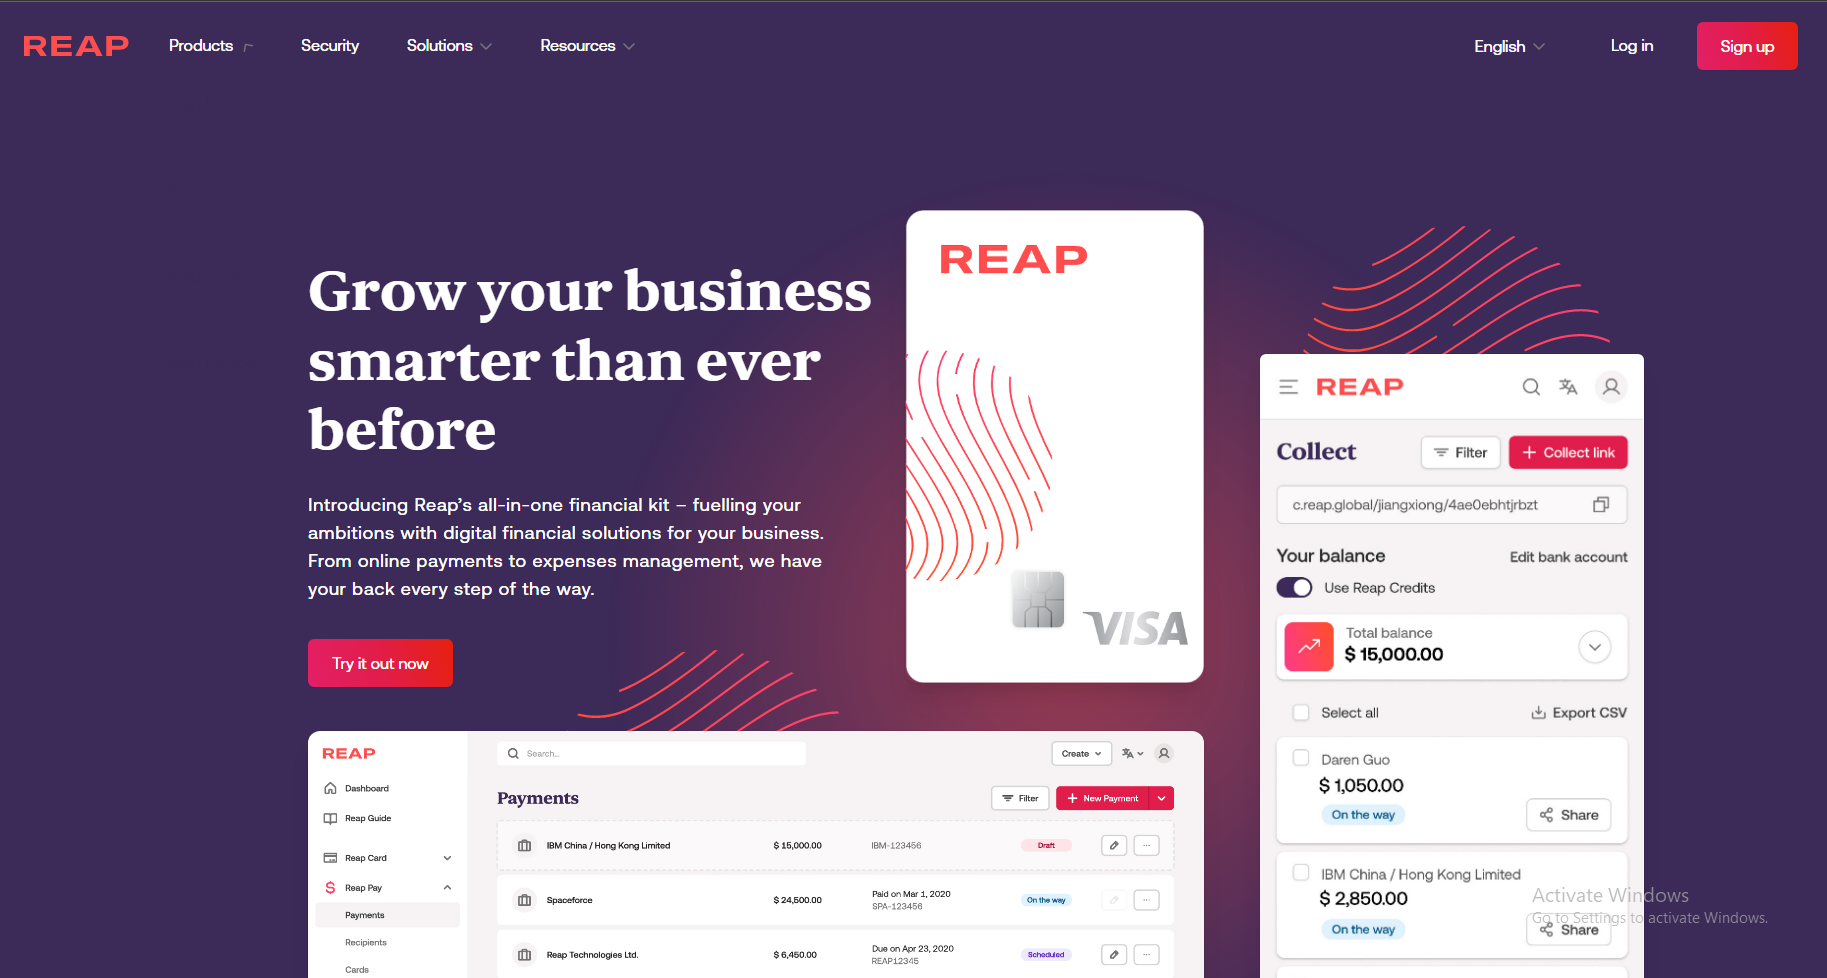 REAP
Products
Security
Solutions
Resources
English
Log in
Sign up
Grow your business
smarter than ever
before
Introducing Reap’s all-in-one financial kit – fuelling your
ambitions with digital financial solutions for your business.
From online payments to expenses management, we have
your back every step of the way.
Try it out now
REAP
VISA
REAP
Collect
Filter
+ Collect link
c.reap.global/jiangxiong/4ae0ebhtjrbzt
Your balance
Edit bank account
Use Reap Credits
Total balance
$ 15,000.00
Select all
Export CSV
Daren Guo
$ 1,050.00
On the way
Share
IBM China / Hong Kong Limited
$ 2,850.00
On the way
Share
Activate Windows
Go to Settings to activate Windows.
REAP
Dashboard
Reap Guide
Reap Card
Reap Pay
Payments
Recipients
Cards
Search...
Create
Payments
Filter
+ New Payment
IBM China / Hong Kong Limited $ 15,000.00 IBM-123456 Draft
Spaceforce $ 24,500.00 Paid on Mar 1, 2020 On the way
SPA-123456
Reap Technologies Ltd. $ 6,450.00 Due on Apr 23, 2020 Scheduled
REAP12345